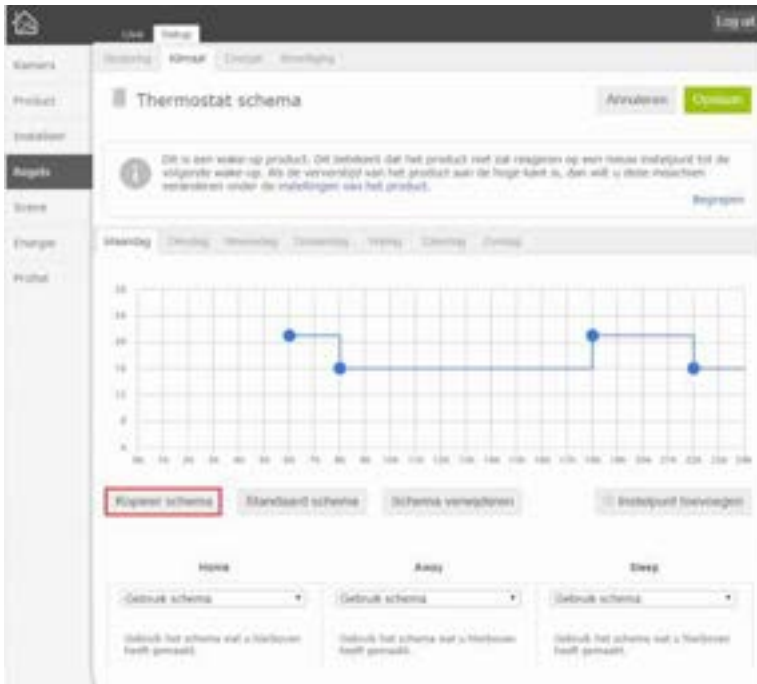 Live Setup Log uit
Klimaat Energie Beveiliging
Kamers
Product
Installeer
Regels
Scene
Energie
Profiel
Thermostat schema
Annuleren Opslaan
Dit is een wake-up product. Dit betekent dat het product niet zal reageren op een nieuw instelpunt tot de
volgende wake-up. Als de ververstijd van het product aan de hoge kant is, dan wilt u deze misschien
veranderen onder de instellingen van het product.
Begrepen
Maandag Dinsdag Woensdag Donderdag Vrijdag Zaterdag Zondag
Kopieer schema Standaard schema Schema verwijderen Instelpunt toevoegen
Home Away Sleep
Gebruik schema Gebruik schema Gebruik schema
Gebruik het schema wat u hierboven
heeft gemaakt.
Gebruik het schema wat u hierboven
heeft gemaakt.
Gebruik het schema wat u hierboven
heeft gemaakt.